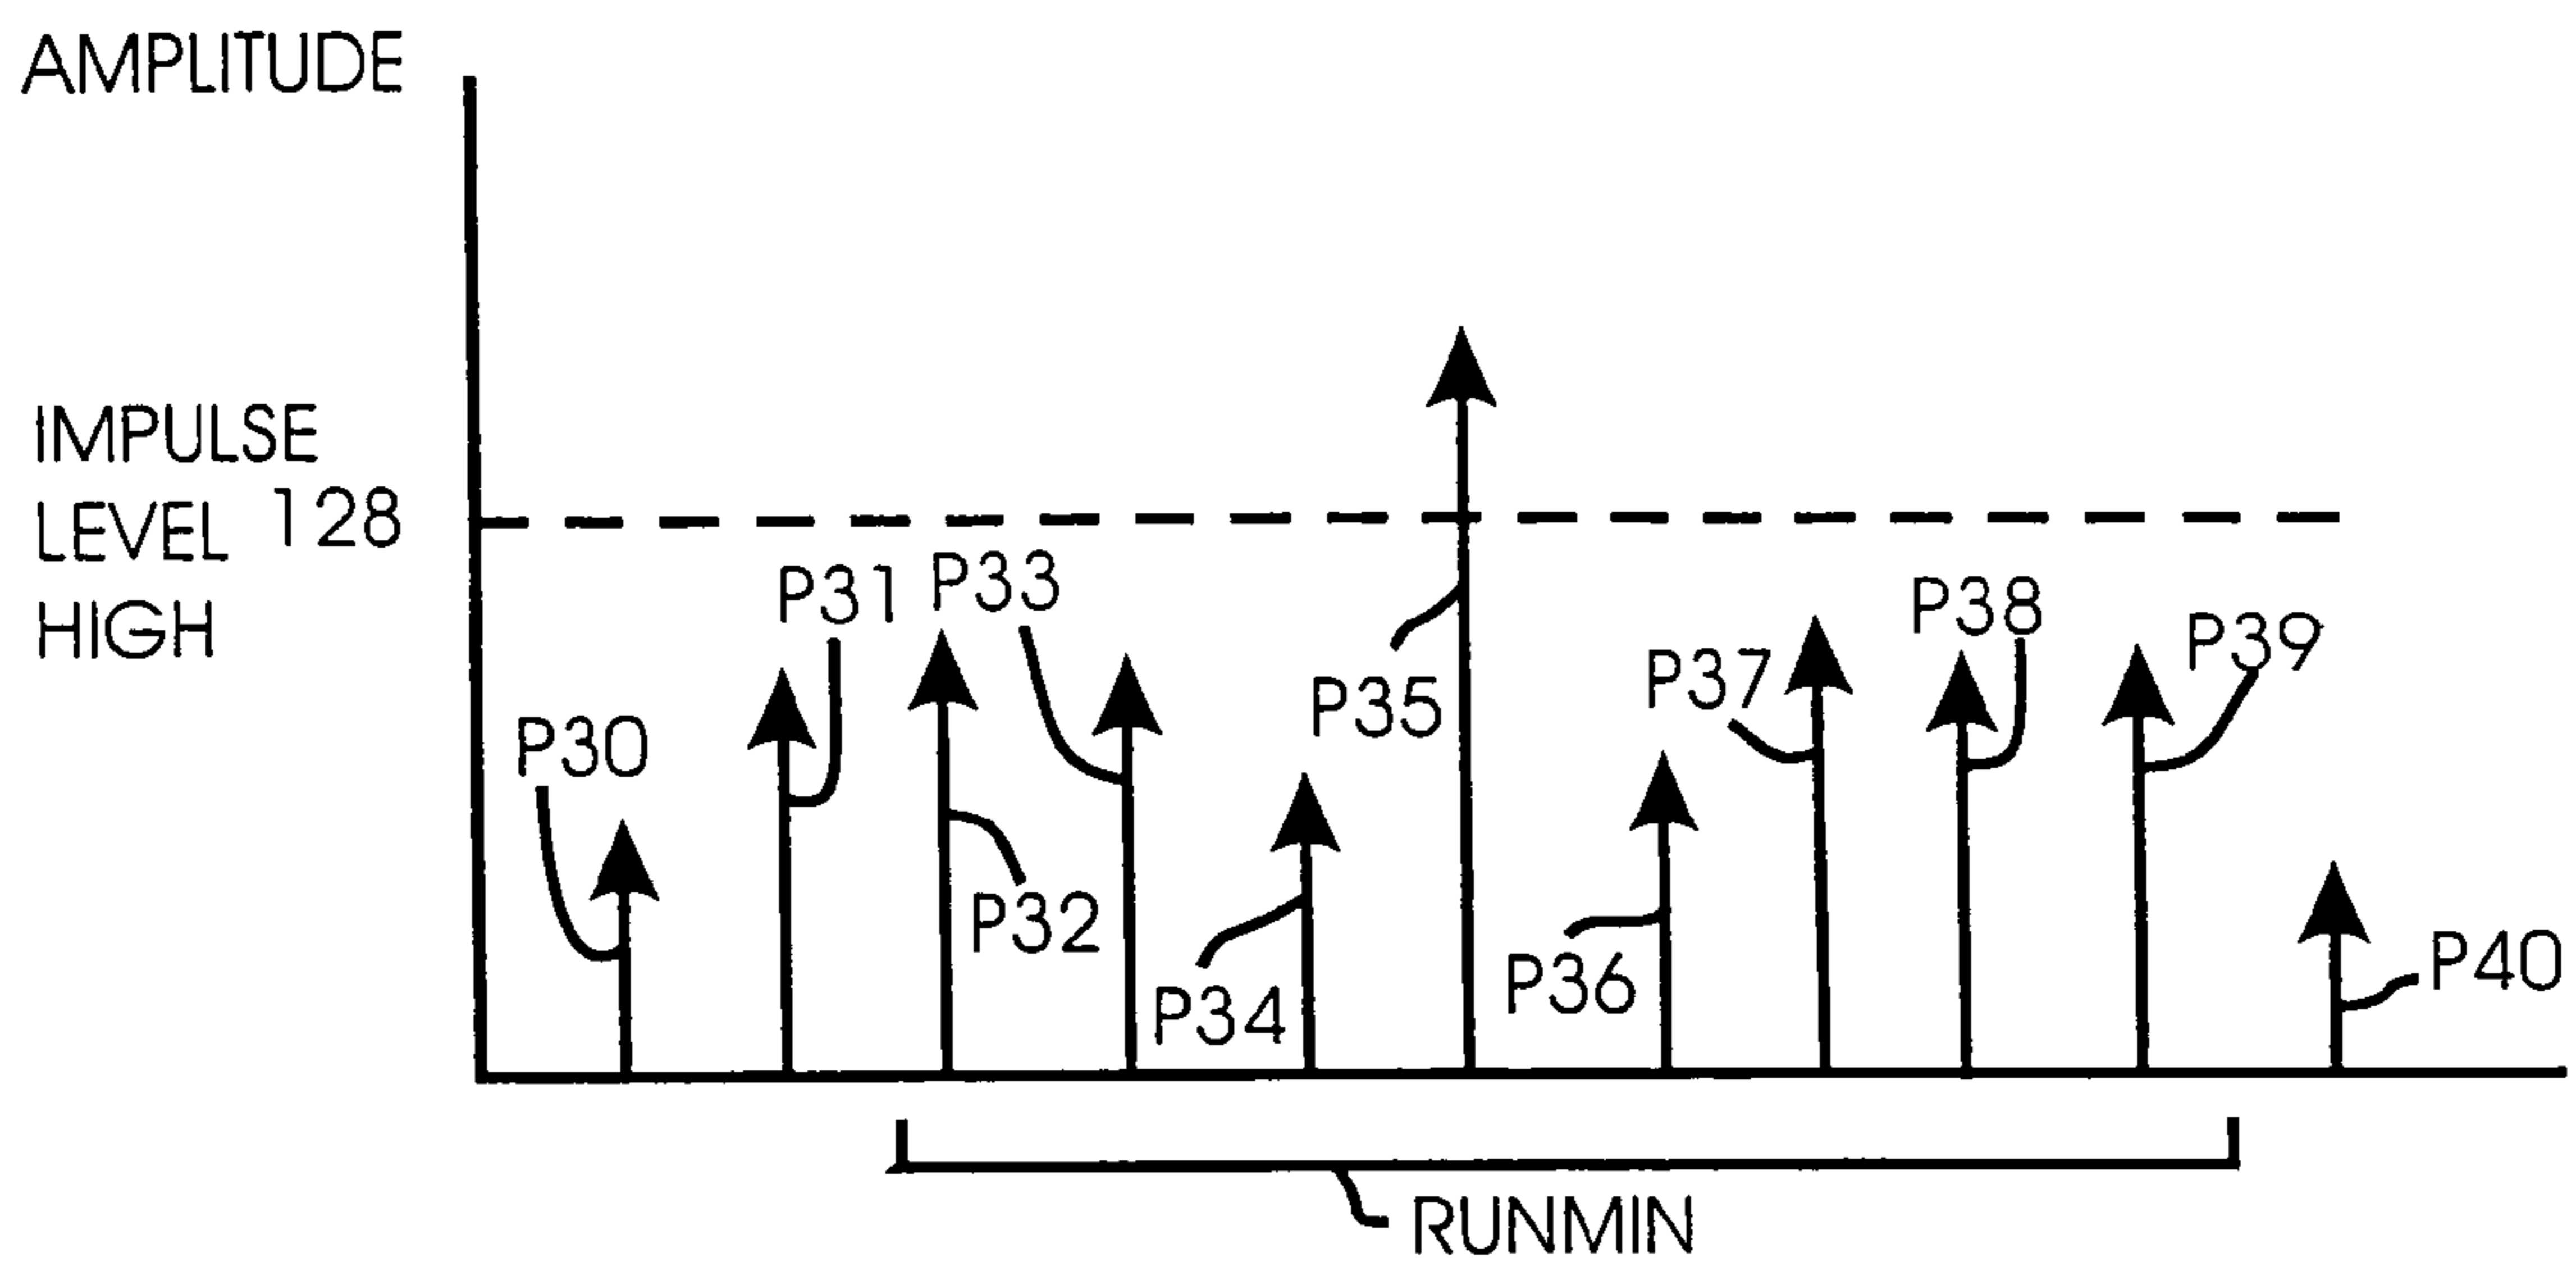 AMPLITUDE
IMPULSE
LEVEL 128
HIGH
P30
P31
P33
P32
P34
P35
P36
P37
P38
P39
P40
RUNMIN